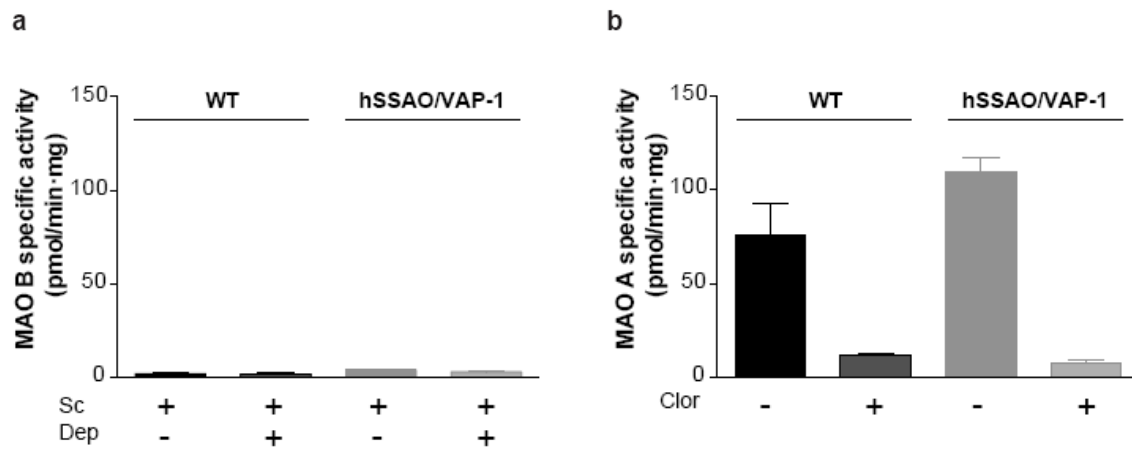 a
WT
hSSAO/VAP-1
MAO B specific activity
(pmol/min·mg)
150
100
50
0
Sc + + + +
Dep - + - +
b
WT
hSSAO/VAP-1
MAO A specific activity
(pmol/min·mg)
150
100
50
0
Clor - + - +